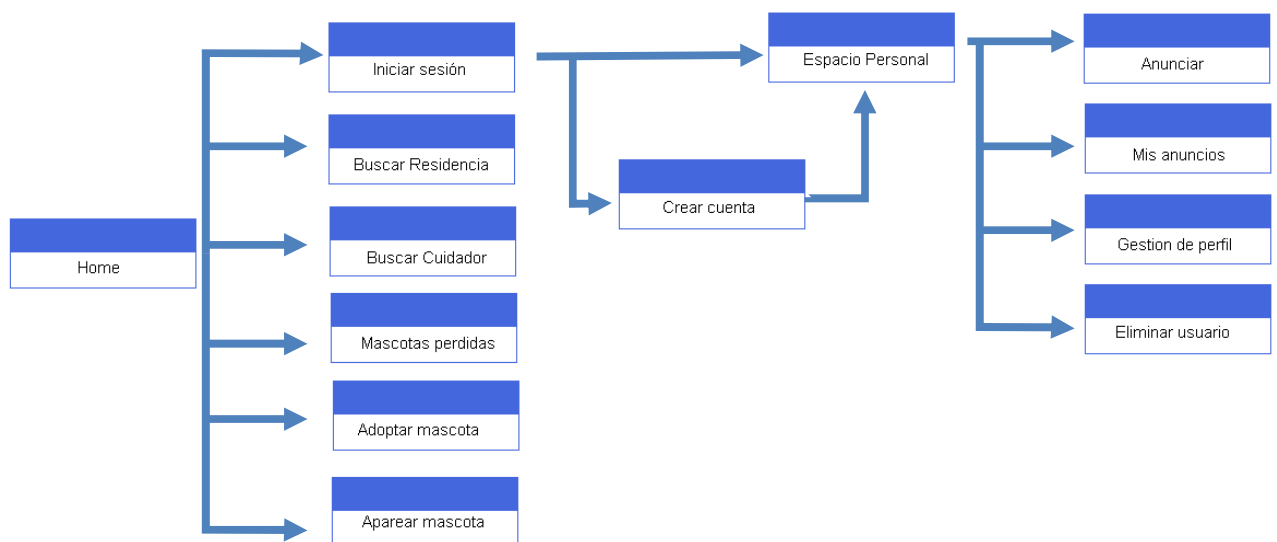 Home
Iniciar sesión
Buscar Residencia
Buscar Cuidador
Mascotas perdidas
Adoptar mascota
Aparear mascota
Crear cuenta
Espacio Personal
Anunciar
Mis anuncios
Gestion de perfil
Eliminar usuario